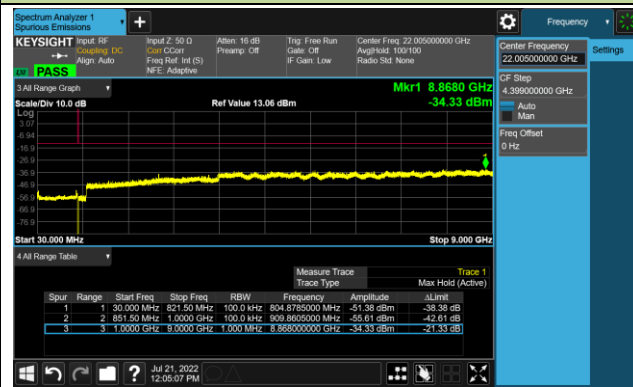 Spectrum Analyzer 1
Spurious Emissions
Frequency
KEYSIGHT
Input: RF
Coupling: DC
Align: Auto
Input Z: 50 Ω
Corr CCorr
Freq Ref: Int (S)
NFE: Adaptive
Atten: 16 dB
Preamp: Off
Trig: Free Run
Gate: Off
IF Gain: Low
Center Freq: 22.005000000 GHz
Avg|Hold: 100/100
Radio Std: None
PASS
Center Frequency
22.005000000 GHz
Settings
CF Step
4.399000000 GHz
Auto
Man
Freq Offset
0 Hz
3 All Range Graph
Mkr1 8.8680 GHz
Scale/Div 10.0 dB
Ref Value 13.06 dBm
-34.33 dBm
Log
3.07
-6.94
-16.9
-26.9
-36.9
-46.9
-56.9
-66.9
-76.9
1
Start 30.000 MHz
Stop 9.000 GHz
4 All Range Table
Measure Trace Trace 1
Trace Type Max Hold (Active)
Spur Range Start Freq Stop Freq RBW Frequency Amplitude ΔLimit
1 1 30.000 MHz 821.50 MHz 100.0 kHz 804.8785000 MHz -51.38 dBm -38.38 dB
2 2 851.50 MHz 1.0000 GHz 100.0 kHz 909.8605000 MHz -55.61 dBm -42.61 dB
3 3 1.0000 GHz 9.0000 GHz 1.000 MHz 8.868000000 GHz -34.33 dBm -21.33 dB
Jul 21, 2022
12:05:07 PM